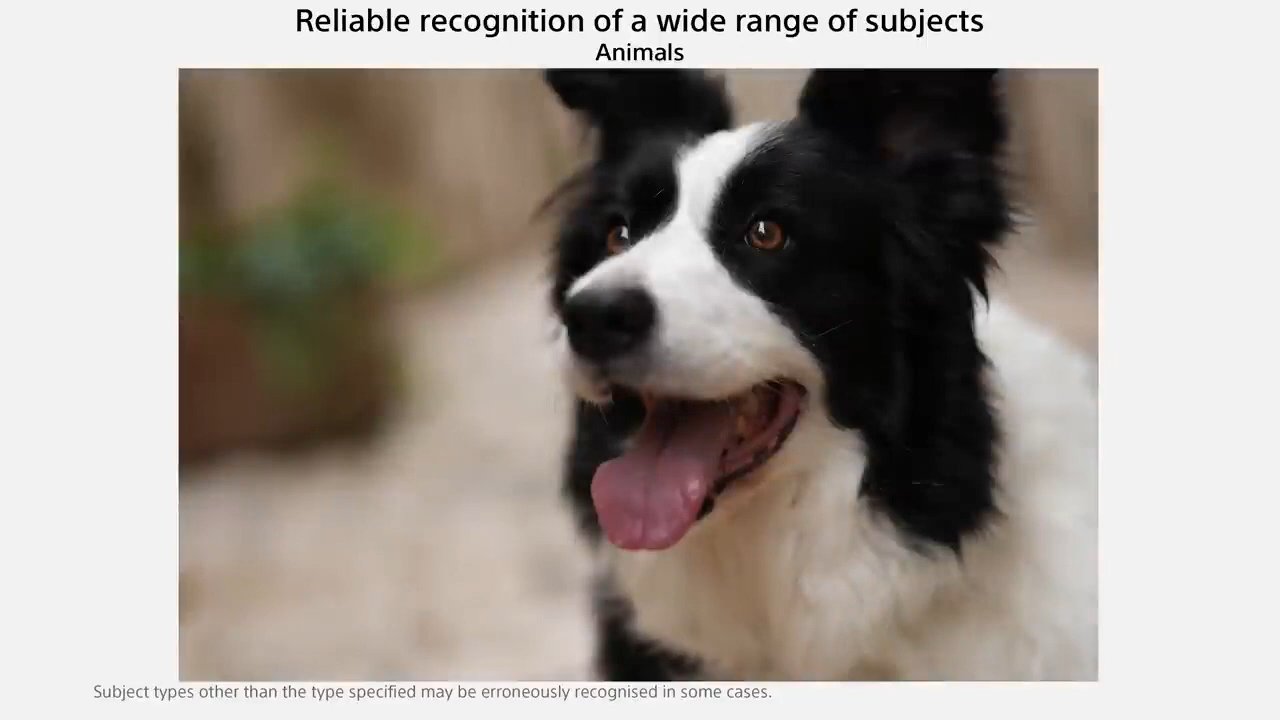 Reliable recognition of a wide range of subjects
Animals
Subject types other than the type specified may be erroneously recognised in some cases.